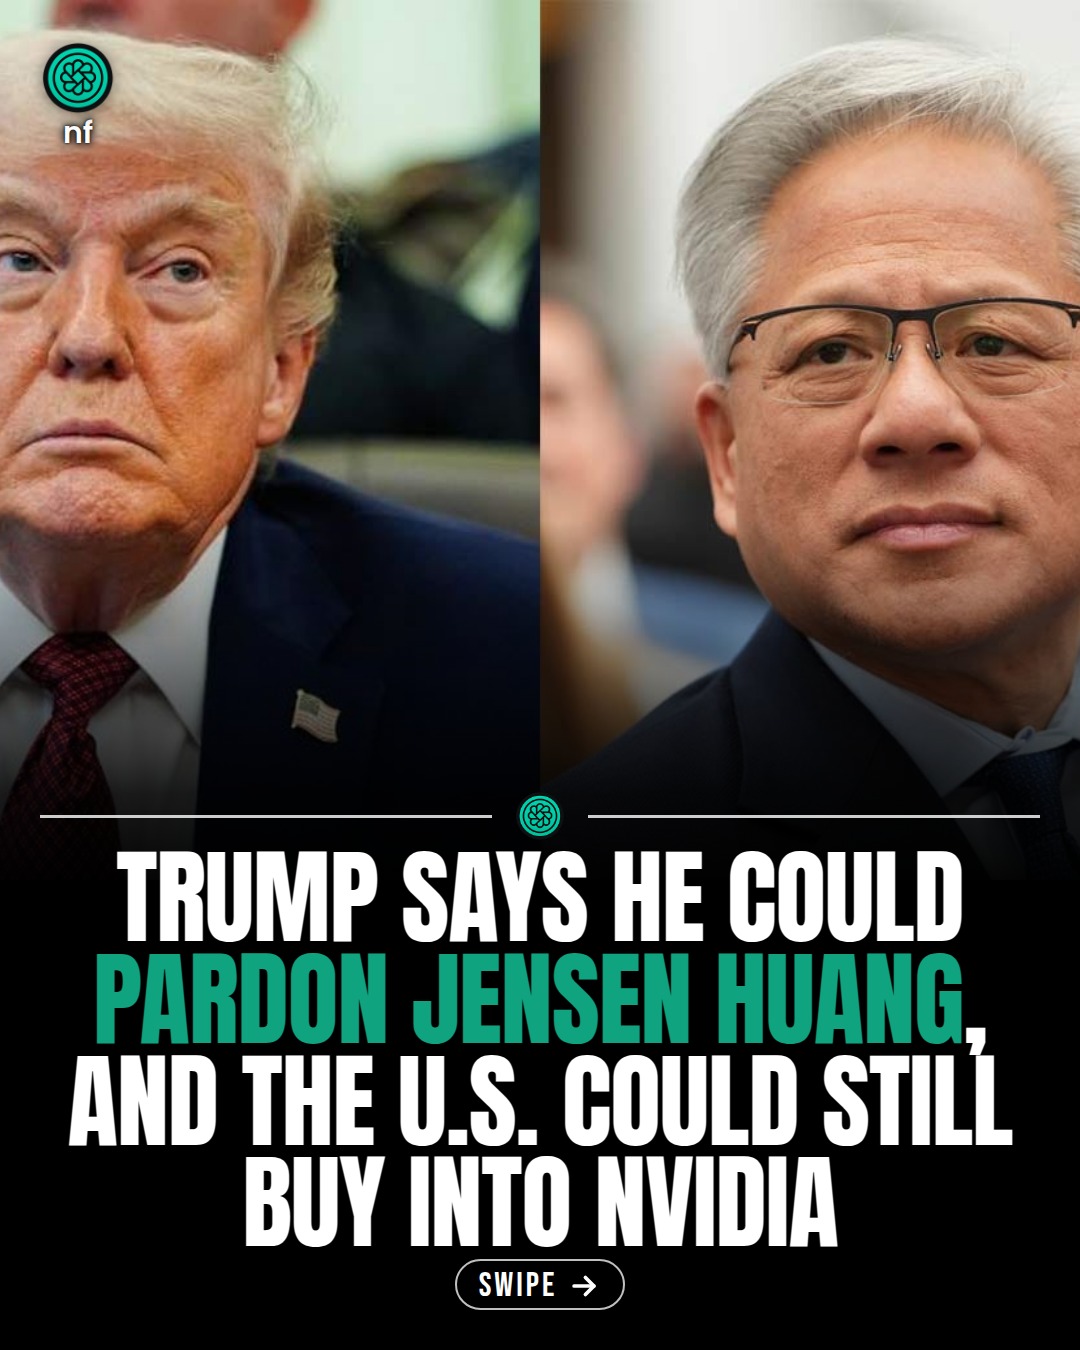 nf
TRUMP SAYS HE COULD
PARDON JENSEN HUANG,
AND THE U.S. COULD STILL
BUY INTO NVIDIA
SWIPE →